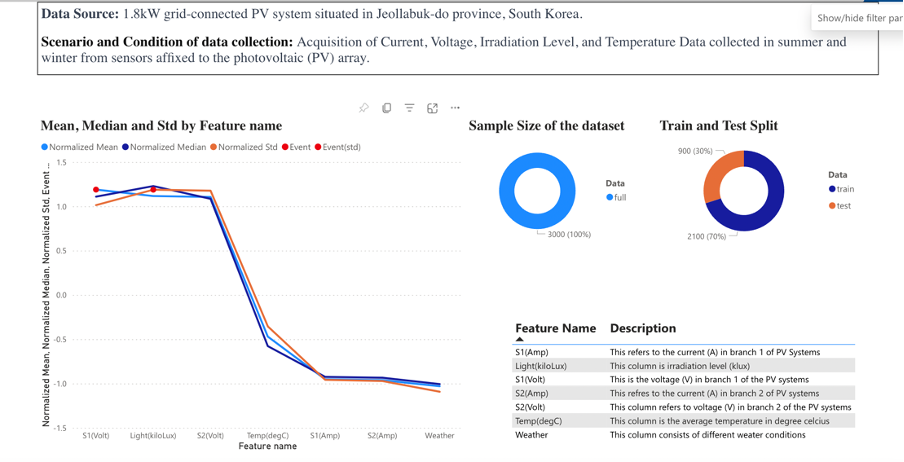 Data Source: 1.8kW grid-connected PV system situated in Jeollabuk-do province, South Korea.
Show/hide filter pan
Scenario and Condition of data collection: Acquisition of Current, Voltage, Irradiation Level, and Temperature Data collected in summer and
winter from sensors affixed to the photovoltaic (PV) array.
Mean, Median and Std by Feature name
Normalized Mean Normalized Median Normalized Std Event Event(std)
Normalized Mean, Normalized Median, Normalized Std, Event ...
1.5
1.0
0.5
0.0
-0.5
-1.0
-1.5
S1(Volt) Light(kiloLux) S2(Volt) Temp(degC) S1(Amp) S2(Amp) Weather
Feature name
Sample Size of the dataset
Data
full
3000 (100%)
Train and Test Split
900 (30%)
Data
train
test
2100 (70%)
Feature Name Description
S1(Amp) This refers to the current (A) in branch 1 of PV Systems
Light(kiloLux) This column is irradiation level (klux)
S1(Volt) This is the voltage (V) in branch 1 of the PV systems
S2(Amp) This refres to the current (A) in branch 2 of PV systems
S2(Volt) This column refers to voltage (V) in branch 2 of the PV systems
Temp(degC) This column is the average temperature in degree celcius
Weather This column consists of different weater conditions